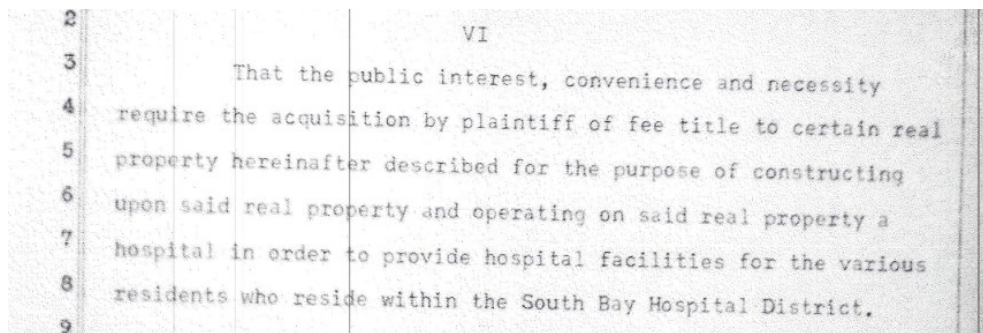 2
VI
3
That the public interest, convenience and necessity
4
require the acquisition by plaintiff of fee title to certain real
5
property hereinafter described for the purpose of constructing
6
upon said real property and operating on said real property a
7
hospital in order to provide hospital facilities for the various
8
residents who reside within the South Bay Hospital District.
9